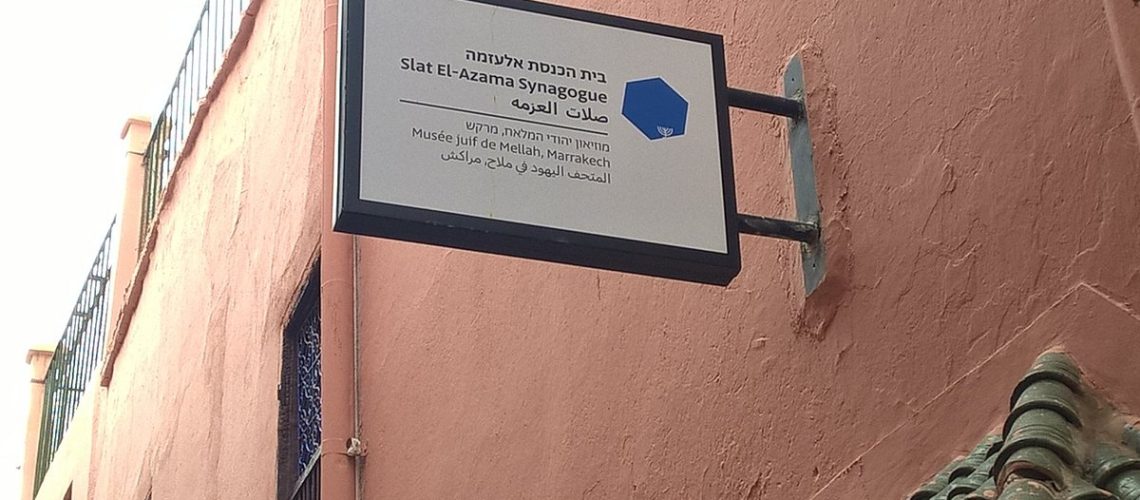 בית הכנסת אלעזמה
Slat El-Azama Synagogue
صلات العزمه
מוזיאון יהודי המלאח, מרקש
Musée juif de Mellah, Marrakech
المتحف اليهود في ملاح، مراكش